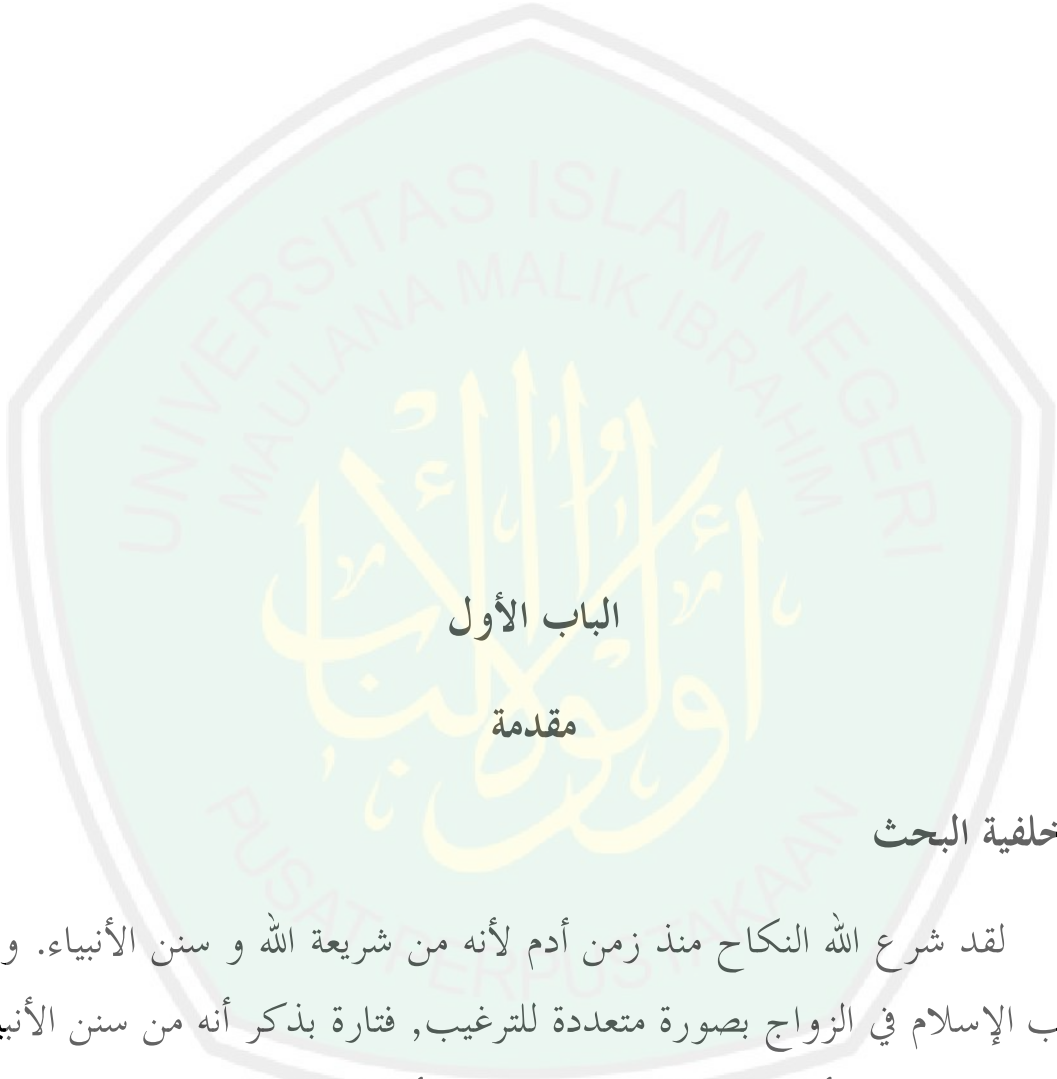 UNIVERSITAS ISLAM NEGERI
MAULANA MALIK IBRAHIM
الباب الأول
مقدمة
خلفية البحث
لقد شرع الله النكاح منذ زمن أدم لأنه من شريعة الله و سنن الأنبياء. و
ب الإسلام في الزواج بصورة متعددة للترغيب, فتارة بذكر أنه من سنن الأنب
PUSAT PERPUSTAKAAN